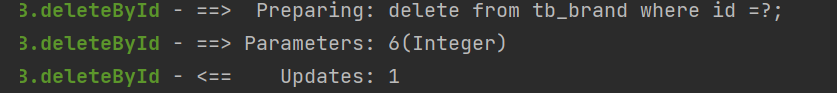 3.deleteById - ==>  Preparing: delete from tb_brand where id =?;
3.deleteById - ==> Parameters: 6(Integer)
3.deleteById - <==    Updates: 1